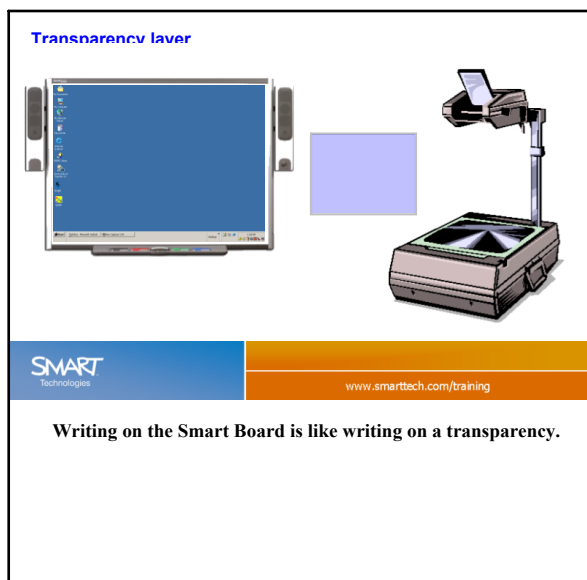 Transparency layer
SMART
Technologies
www.smarttech.com/training
Writing on the Smart Board is like writing on a transparency.